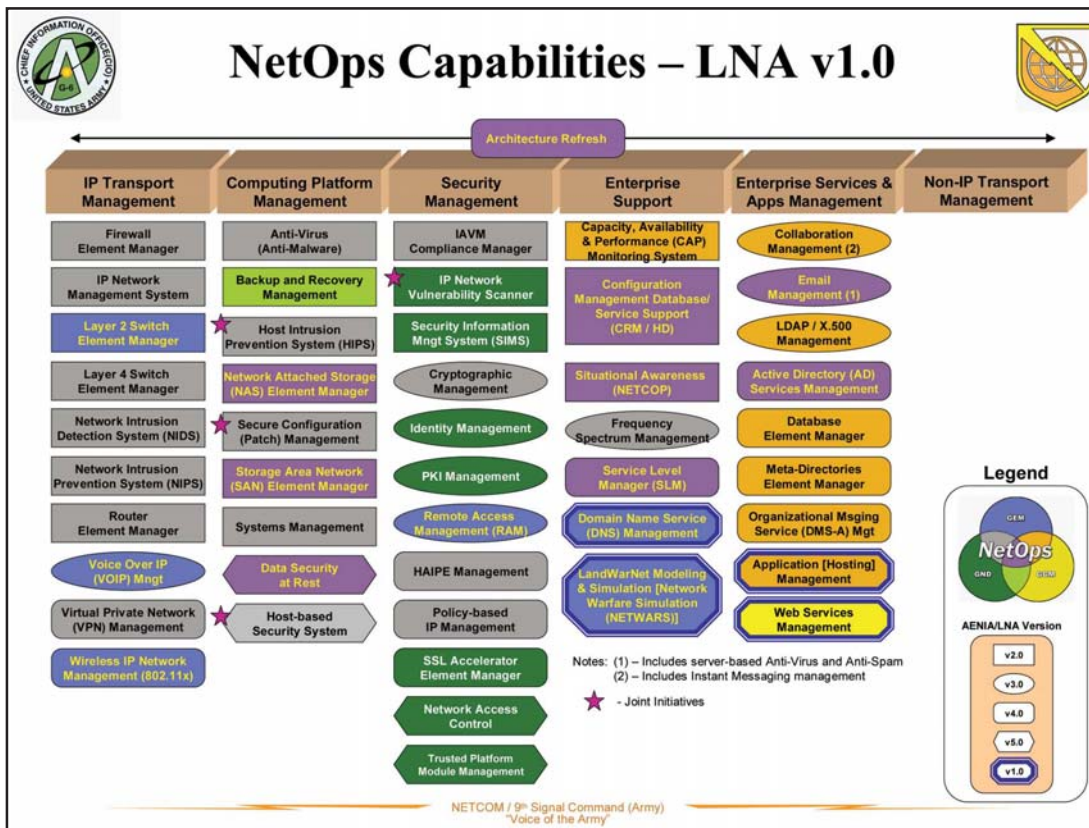 CHIEF INFORMATION OFFICE(CIO)
G-6
UNITED STATES ARMY
NetOps Capabilities – LNA v1.0
Architecture Refresh
IP Transport
Management
Firewall
Element Manager
IP Network
Management System
Layer 2 Switch
Element Manager
Layer 4 Switch
Element Manager
Network Intrusion
Detection System (NIDS)
Network Intrusion
Prevention System (NIPS)
Router
Element Manager
Voice Over IP
(VOIP) Mngt
Virtual Private Network
(VPN) Management
Wireless IP Network
Management (802.11x)
Computing Platform
Management
Anti-Virus
(Anti-Malware)
Backup and Recovery
Management
Host Intrusion
Prevention System (HIPS)
Network Attached Storage
(NAS) Element Manager
Secure Configuration
(Patch) Management
Storage Area Network
(SAN) Element Manager
Systems Management
Data Security
at Rest
Host-based
Security System
Security
Management
IAVM
Compliance Manager
IP Network
Vulnerability Scanner
Security Information
Mngt System (SIMS)
Cryptographic
Management
Identity Management
PKI Management
Remote Access
Management (RAM)
HAIPE Management
Policy-based
IP Management
SSL Accelerator
Element Manager
Network Access
Control
Trusted Platform
Module Management
Enterprise
Support
Capacity, Availability
& Performance (CAP)
Monitoring System
Configuration
Management Database/
Service Support
(CRM / HD)
Situational Awareness
(NETCOP)
Frequency
Spectrum Management
Service Level
Manager (SLM)
Domain Name Service
(DNS) Management
LandWarNet Modeling
& Simulation [Network
Warfare Simulation
(NETWARS)]
Enterprise Services &
Apps Management
Collaboration
Management (2)
Email
Management (1)
LDAP / X.500
Management
Active Directory (AD)
Services Management
Database
Element Manager
Meta-Directories
Element Manager
Organizational Msging
Service (DMS-A) Mgt
Application [Hosting]
Management
Web Services
Management
Non-IP Transport
Management
Notes: (1) – Includes server-based Anti-Virus and Anti-Spam
(2) – Includes Instant Messaging management
- Joint Initiatives
Legend
GEM
NetOps
GND
GCM
AENIA/LNA Version
v2.0
v3.0
v4.0
v5.0
v1.0
NETCOM / 9th Signal Command (Army)
"Voice of the Army"